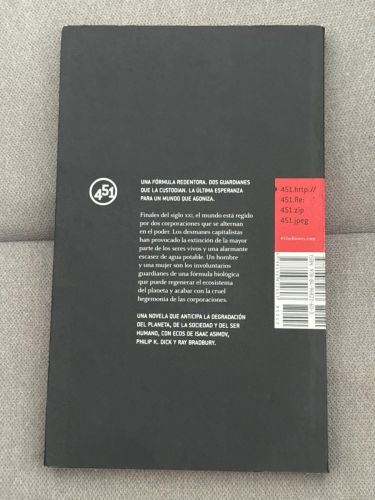 451
UNA FÓRMULA REDENTORA. DOS GUARDIANES
QUE LA CUSTODIAN. LA ÚLTIMA ESPERANZA
PARA UN MUNDO QUE AGONIZA.
Finales del siglo XXI, el mundo está regido
por dos corporaciones que se alternan
en el poder. Los desmanes capitalistas
han provocado la extinción de la mayor
parte de los seres vivos y una alarmante
escasez de agua potable. Un hombre
y una mujer son los involuntarios
guardianes de una fórmula biológica
que puede regenerar el ecosistema
del planeta y acabar con la cruel
hegemonía de las corporaciones.
UNA NOVELA QUE ANTICIPA LA DEGRADACIÓN
DEL PLANETA, DE LA SOCIEDAD Y DEL SER
HUMANO, CON ECOS DE ISAAC ASIMOV,
PHILIP K. DICK Y RAY BRADBURY.
451.http://
451.Re:
451.zip
451.jpeg
451editores.com